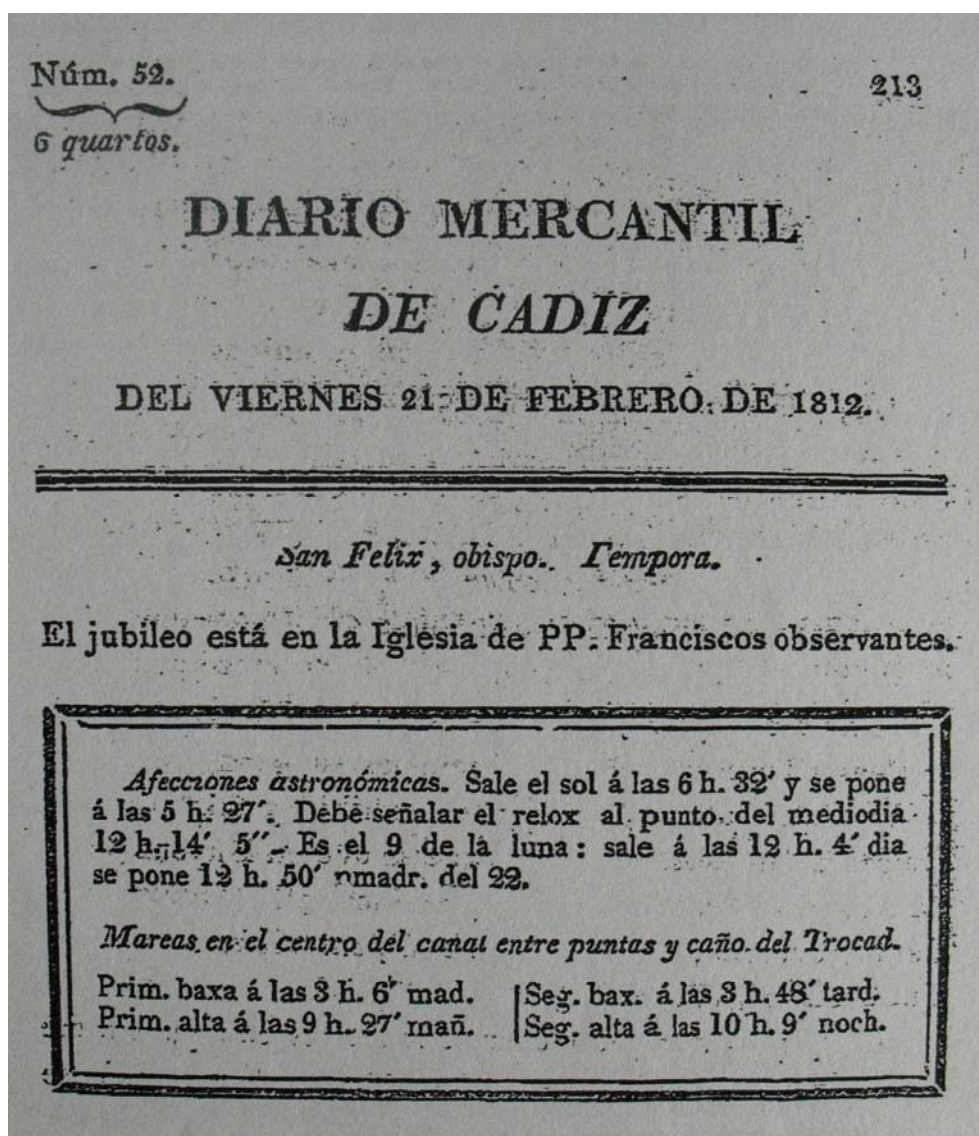 Núm. 52.
213
6 quartos.
DIARIO MERCANTIL
DE CADIZ
DEL VIERNES 21 DE FEBRERO DE 1812.
San Felix, obispo. Tempora.
El jubileo está en la Iglesia de PP. Franciscos observantes.
Afecciones astronómicas. Sale el sol á las 6 h. 32′ y se pone
á las 5 h. 27′. Debe señalar el relox al punto del mediodia
12 h. 14′ 5″. Es el 9 de la luna: sale á las 12 h. 4′ dia
se pone 12 h. 50′ madr. del 22.
Mareas en el centro del canal entre puntas y caño del Trocad.
Prim. baxa á las 3 h. 6′ mad. | Seg. bax. á las 3 h. 48′ tard.
Prim. alta á las 9 h. 27′ mañ. | Seg. alta á las 10 h. 9′ noch.